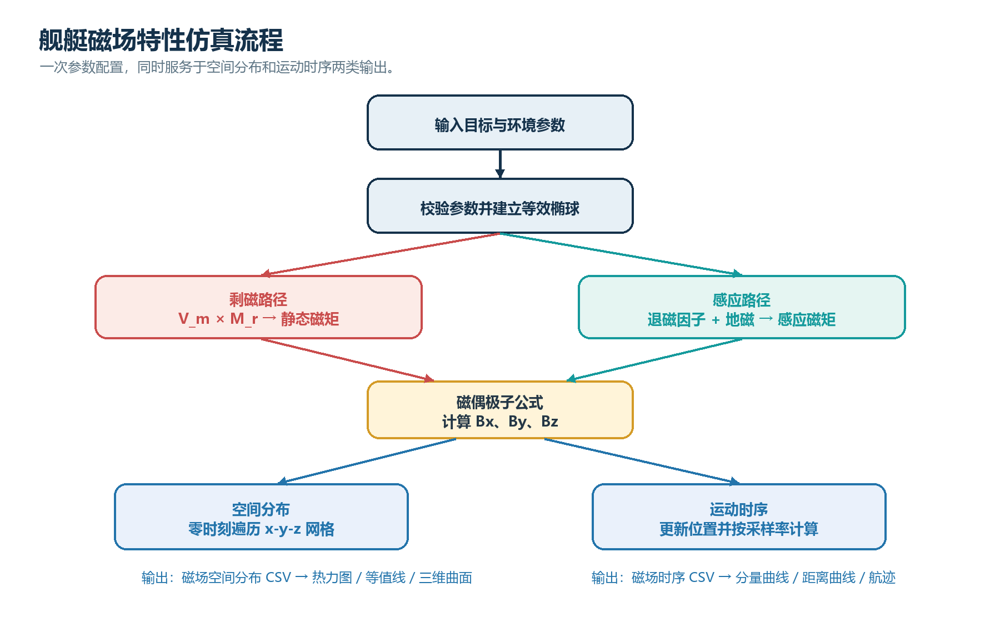 舰艇磁场特性仿真流程
一次参数配置，同时服务于空间分布和运动时序两类输出。
输入目标与环境参数
校验参数并建立等效椭球
剩磁路径
V_m × M_r → 静态磁矩
感应路径
退磁因子 + 地磁 → 感应磁矩
磁偶极子公式
计算 Bx、By、Bz
空间分布
零时刻遍历 x-y-z 网格
运动时序
更新位置并按采样率计算
输出：磁场空间分布 CSV → 热力图 / 等值线 / 三维曲面
输出：磁场时序 CSV → 分量曲线 / 距离曲线 / 航迹